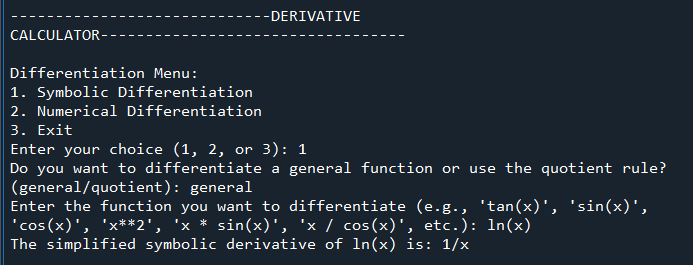 -----------------------------DERIVATIVE
CALCULATOR----------------------------------
Differentiation Menu:
1. Symbolic Differentiation
2. Numerical Differentiation
3. Exit
Enter your choice (1, 2, or 3): 1
Do you want to differentiate a general function or use the quotient rule?
(general/quotient): general
Enter the function you want to differentiate (e.g., 'tan(x)', 'sin(x)',
'cos(x)', 'x**2', 'x * sin(x)', 'x / cos(x)', etc.): ln(x)
The simplified symbolic derivative of ln(x) is: 1/x